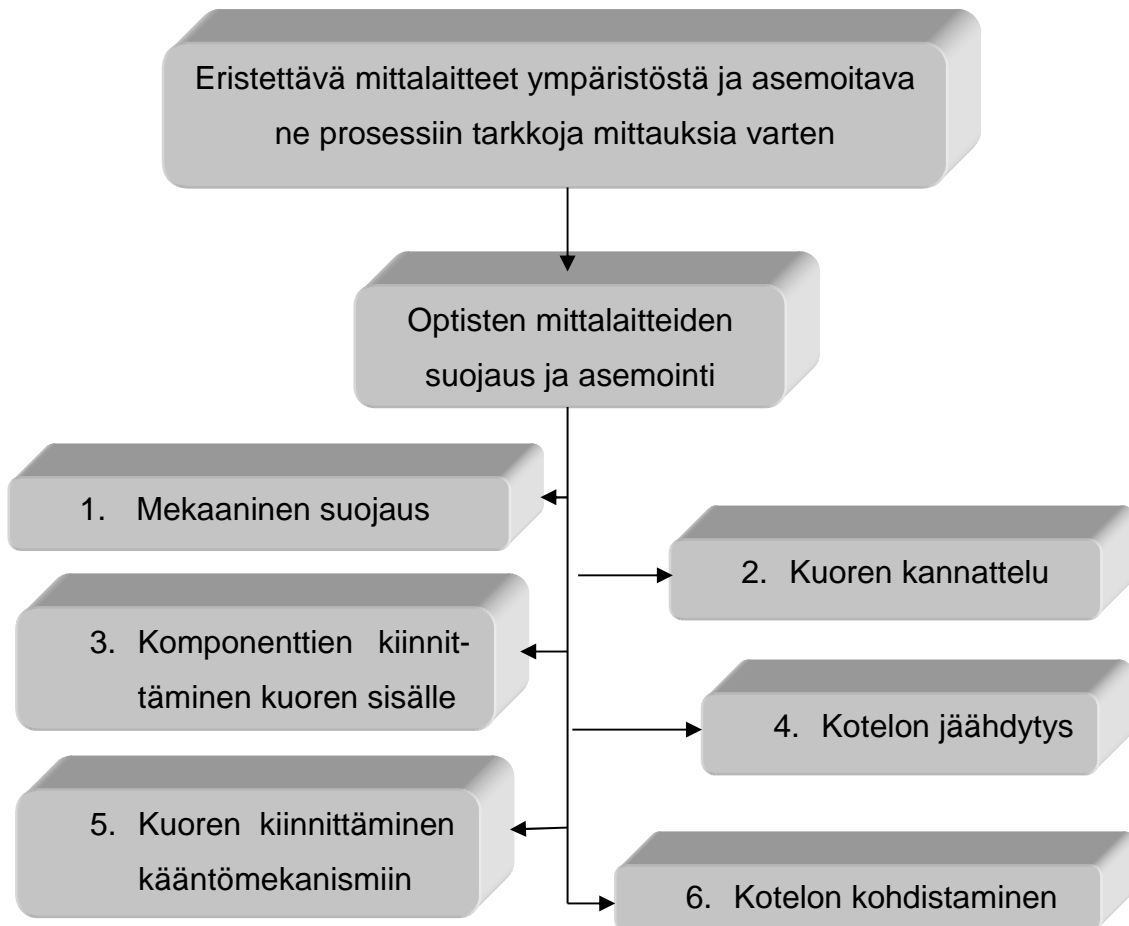 Eristettävä mittalaitteet ympäristöstä ja asemoitava
ne prosessiin tarkkoja mittauksia varten
Optisten mittalaitteiden
suojaus ja asemointi
1. Mekaaninen suojaus
2. Kuoren kannattelu
3. Komponenttien kiinnit-
täminen kuoren sisälle
4. Kotelon jäähdytys
5. Kuoren kiinnittäminen
kääntömekanismiin
6. Kotelon kohdistaminen